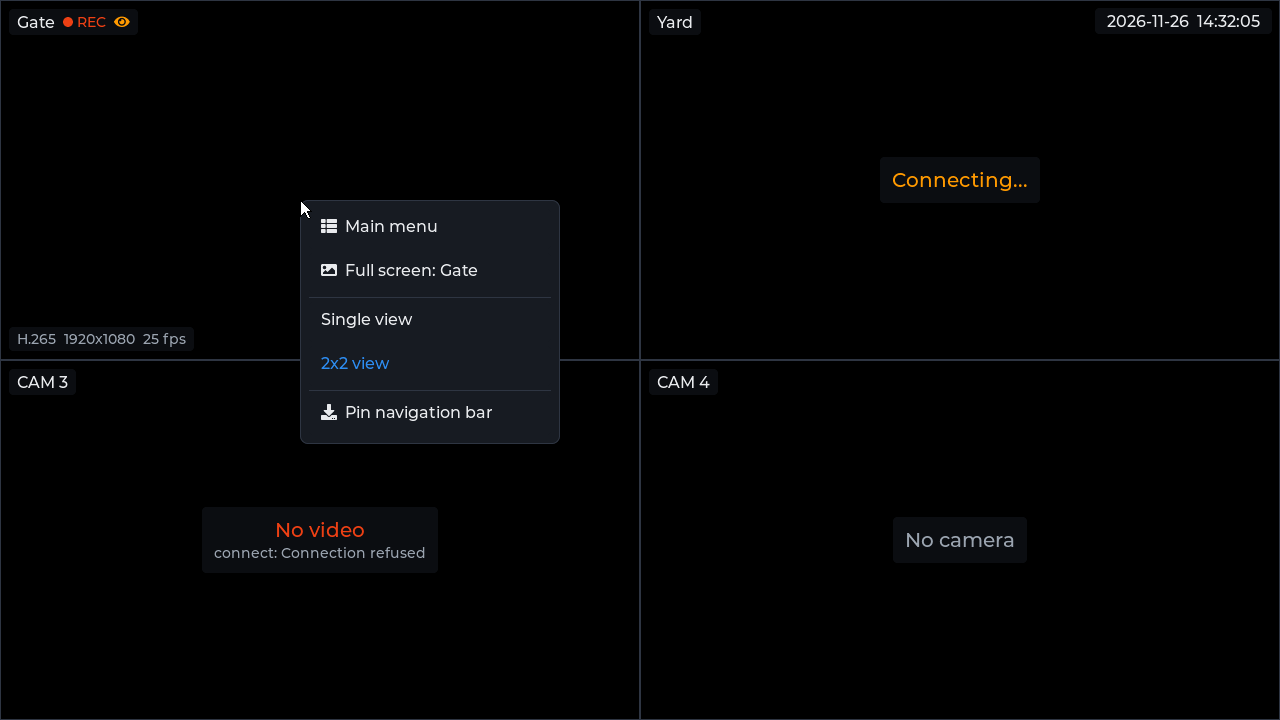 Gate REC
Yard
2026-11-26 14:32:05
Connecting...
Main menu
Full screen: Gate
Single view
2x2 view
Pin navigation bar
H.265 1920x1080 25 fps
CAM 3
CAM 4
No video
connect: Connection refused
No camera